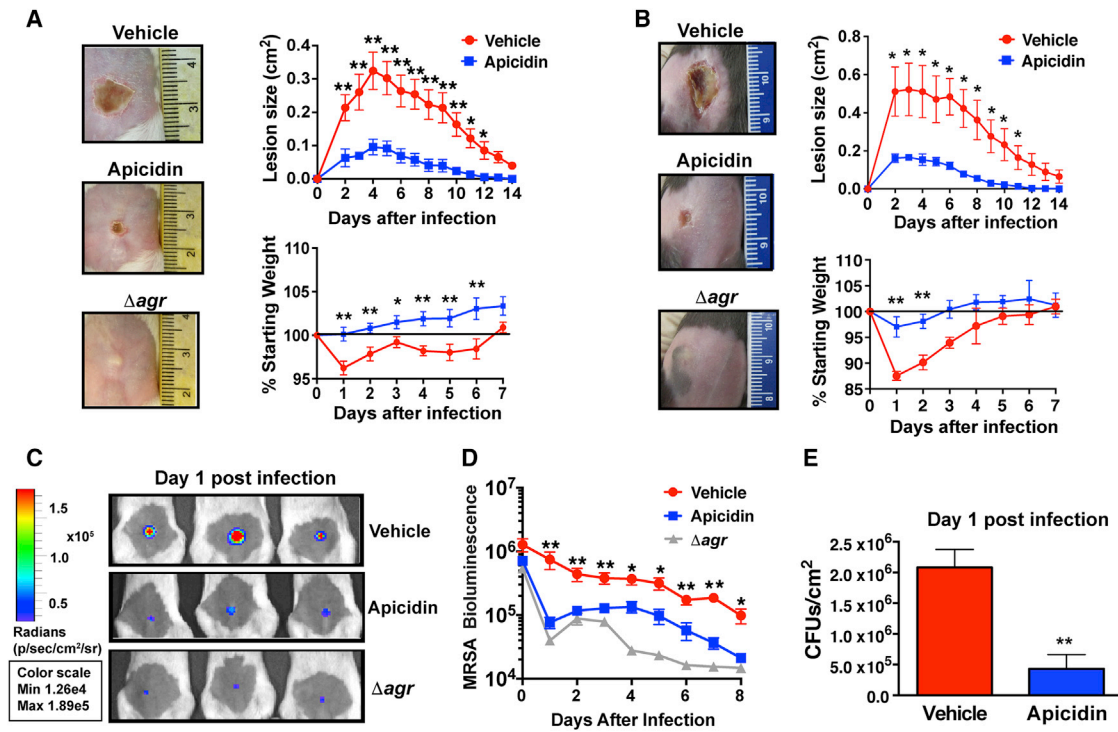 A
Vehicle
Apicidin
Δagr
Lesion size (cm²)
0.4
0.3
0.2
0.1
0.0
** ** ** ** ** ** ** ** ** * *
Vehicle
Apicidin
0 2 4 6 8 10 12 14
Days after infection
% Starting Weight
110
105
100
95
** ** * ** ** **
0 1 2 3 4 5 6 7
Days after infection
B
Vehicle
Apicidin
Δagr
Lesion size (cm²)
0.8
0.6
0.4
0.2
0.0
* * * * * * * * * *
Vehicle
Apicidin
0 2 4 6 8 10 12 14
Days after infection
% Starting Weight
110
105
100
95
90
85
** **
0 1 2 3 4 5 6 7
Days after infection
C
Day 1 post infection
1.5
x10⁵
1.0
0.5
Radians
(p/sec/cm²/sr)
Color scale
Min 1.26e4
Max 1.89e5
Vehicle
Apicidin
Δagr
D
MRSA Bioluminescence
10⁷
10⁶
10⁵
10⁴
Vehicle
Apicidin
Δagr
** ** ** * * ** ** *
0 2 4 6 8
Days After Infection
E
Day 1 post infection
CFUs/cm²
2.5 x 10⁶
2.0 x 10⁶
1.5 x 10⁶
1.0 x 10⁶
5.0 x 10⁵
0.0
**
Vehicle Apicidin